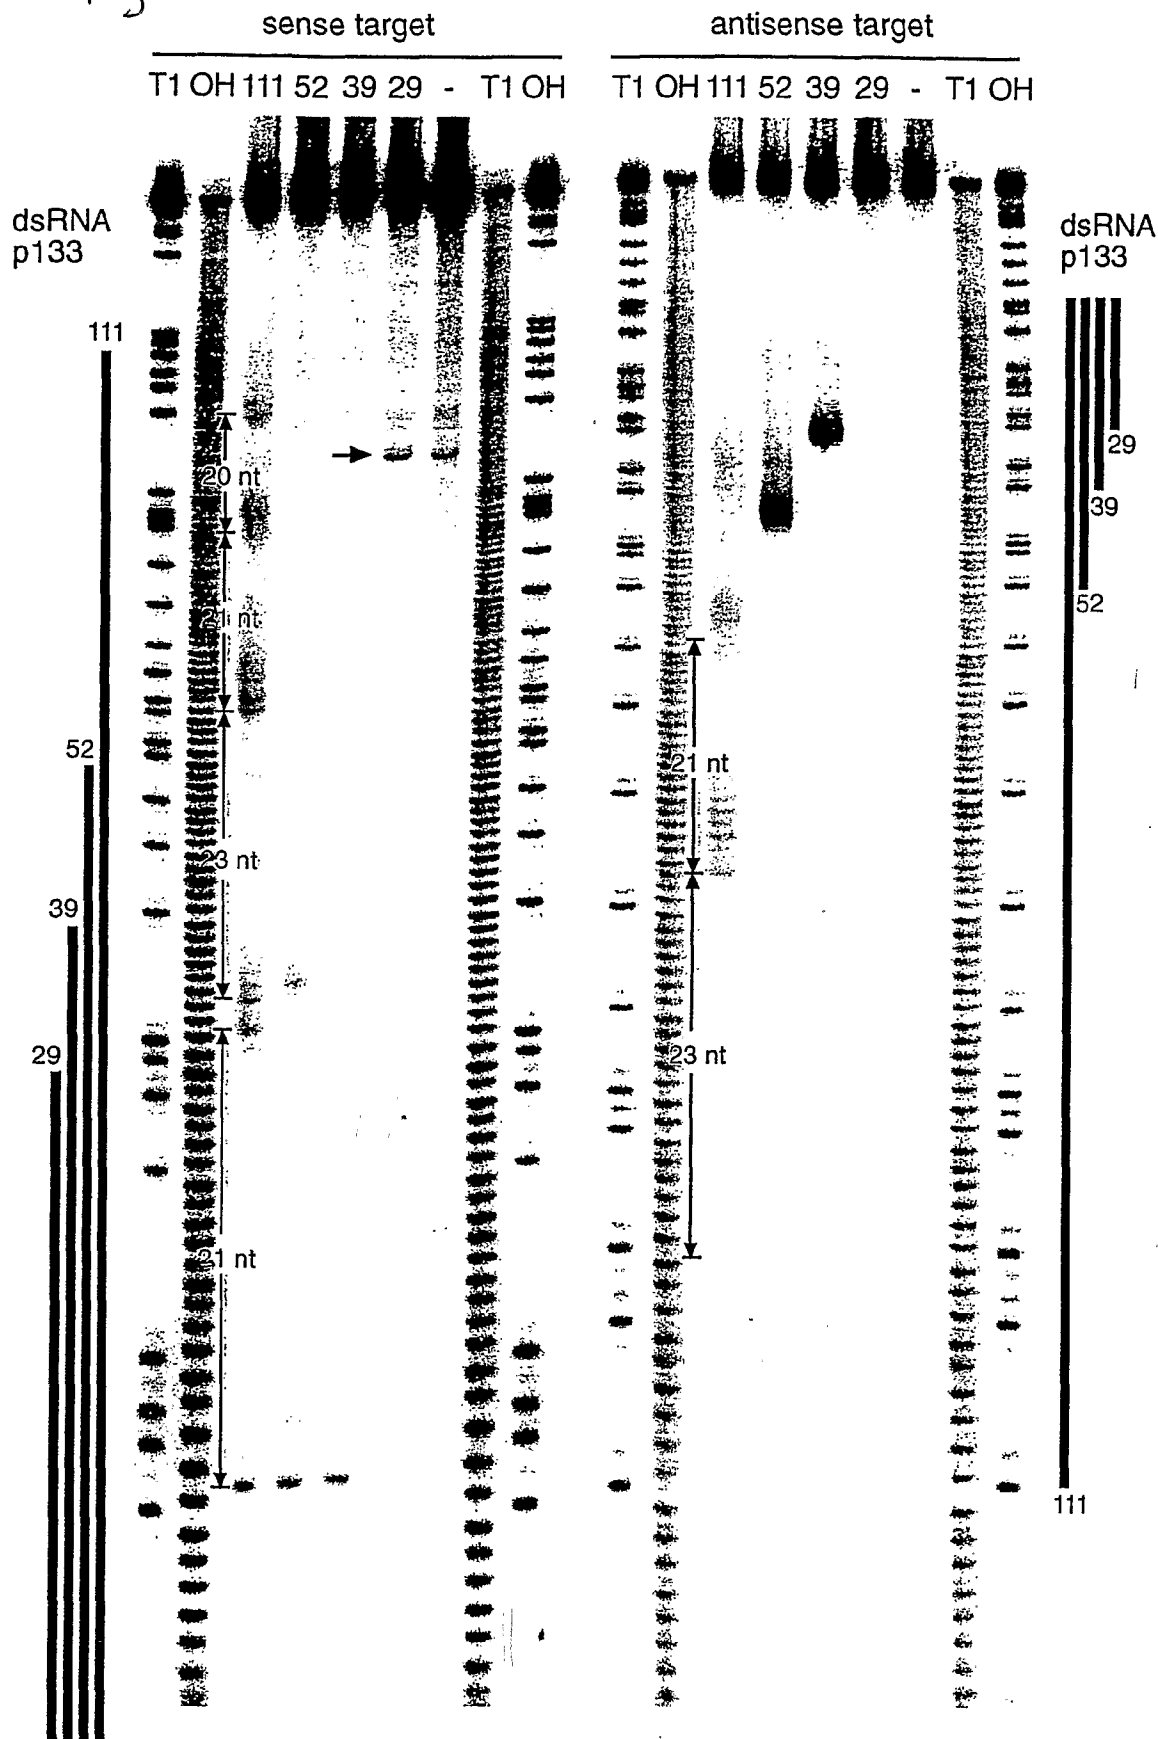 sense target
antisense target
T1 OH 111 52 39 29 - T1 OH
T1 OH 111 52 39 29 - T1 OH
dsRNA
p133
dsRNA
p133
111
20 nt
29
39
21 nt
52
52
21 nt
23 nt
39
29
23 nt
21 nt
111